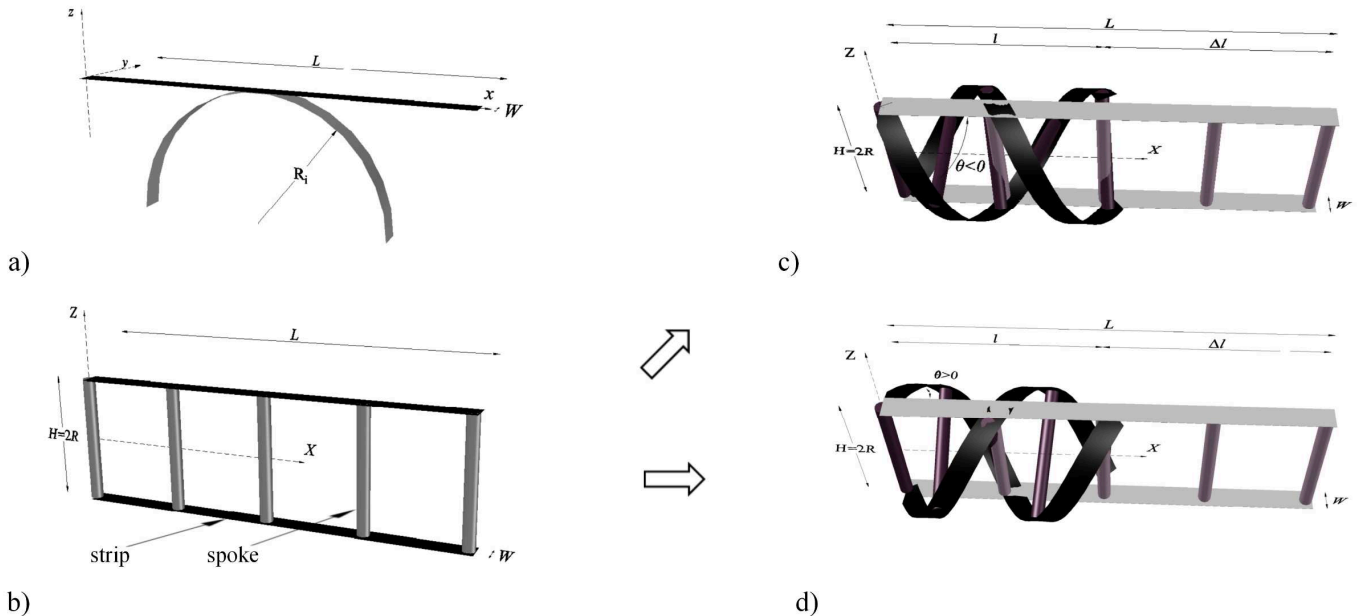 z
y
L
x
W
R_i
a)
Z
L
H=2R
X
strip
spoke
W
b)
L
l
Δl
Z
H=2R
X
θ<0
W
c)
L
l
Δl
Z
θ>0
H=2R
X
W
d)